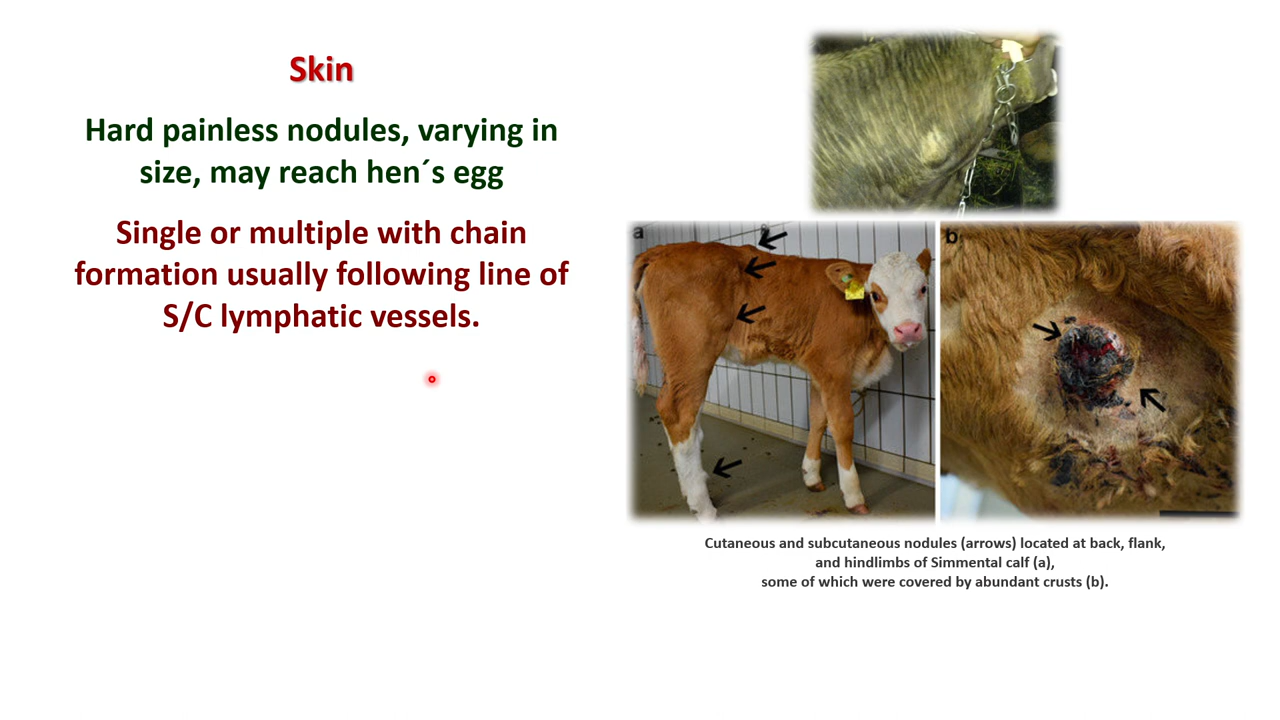 Skin
Hard painless nodules, varying in
size, may reach hen´s egg
Single or multiple with chain
formation usually following line of
S/C lymphatic vessels.
a
b
Cutaneous and subcutaneous nodules (arrows) located at back, flank,
and hindlimbs of Simmental calf (a),
some of which were covered by abundant crusts (b).